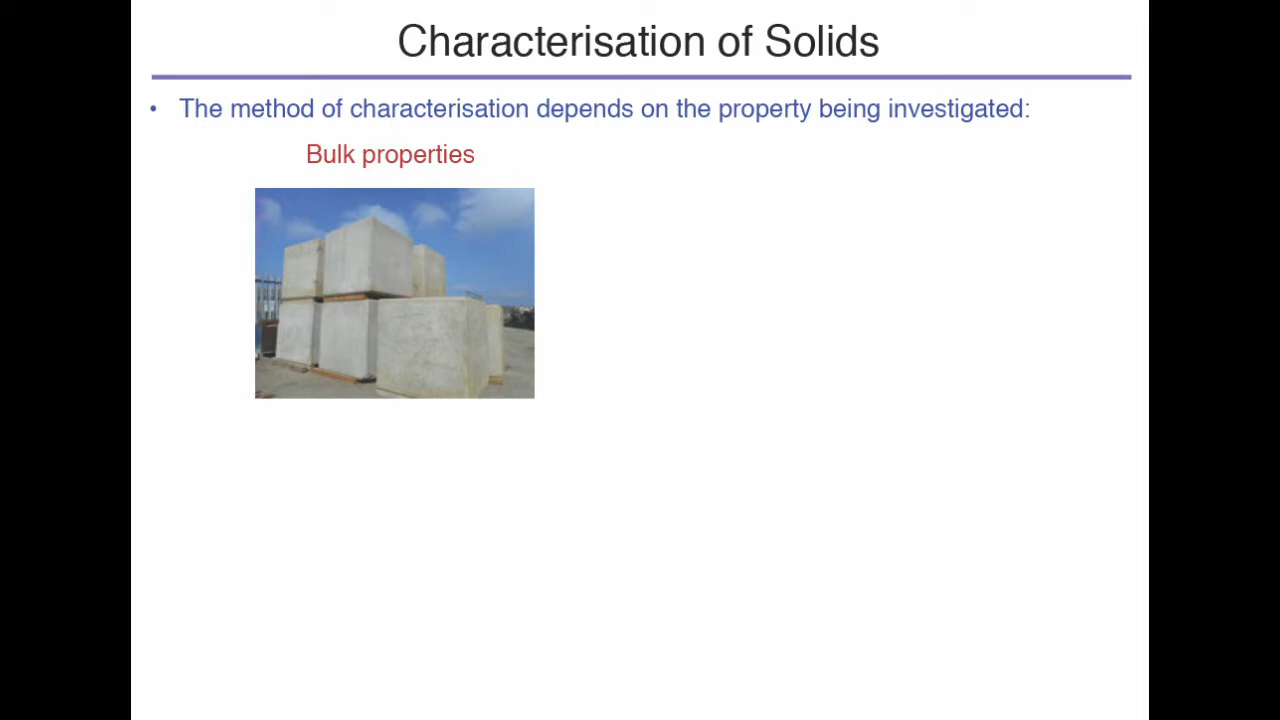 Characterisation of Solids
• The method of characterisation depends on the property being investigated:
Bulk properties